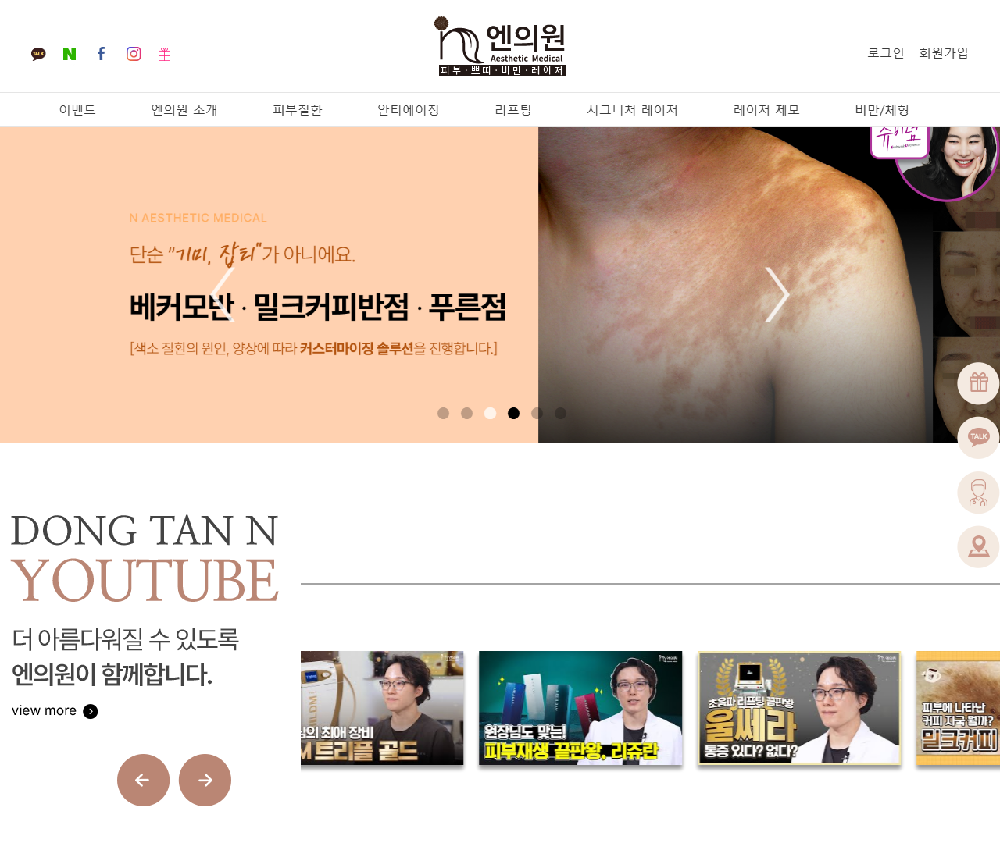 엔의원
Aesthetic Medical
피부·쁘띠·비만·레이저
TALK
N
로그인
회원가입
이벤트
엔의원 소개
피부질환
안티에이징
리프팅
시그니처 레이저
레이저 제모
비만/체형
N AESTHETIC MEDICAL
단순 "기미, 잡티"가 아니에요.
베커모반 · 밀크커피반점 · 푸른점
[색소 질환의 원인, 양상에 따라 커스터마이징 솔루션을 진행합니다.]
TALK
DONG TAN N
YOUTUBE
더 아름다워질 수 있도록
엔의원이 함께합니다.
view more
님의 최애 장비
M 트리플 골드
엔의원
원장님도 맞는!
피부재생 끝판왕, 리쥬란
엔의원
초음파 리프팅 끝판왕
울쎄라
통증 있다? 없다?
엔의원
피부에 나타난
커피 자국 뭘까?
밀크커피